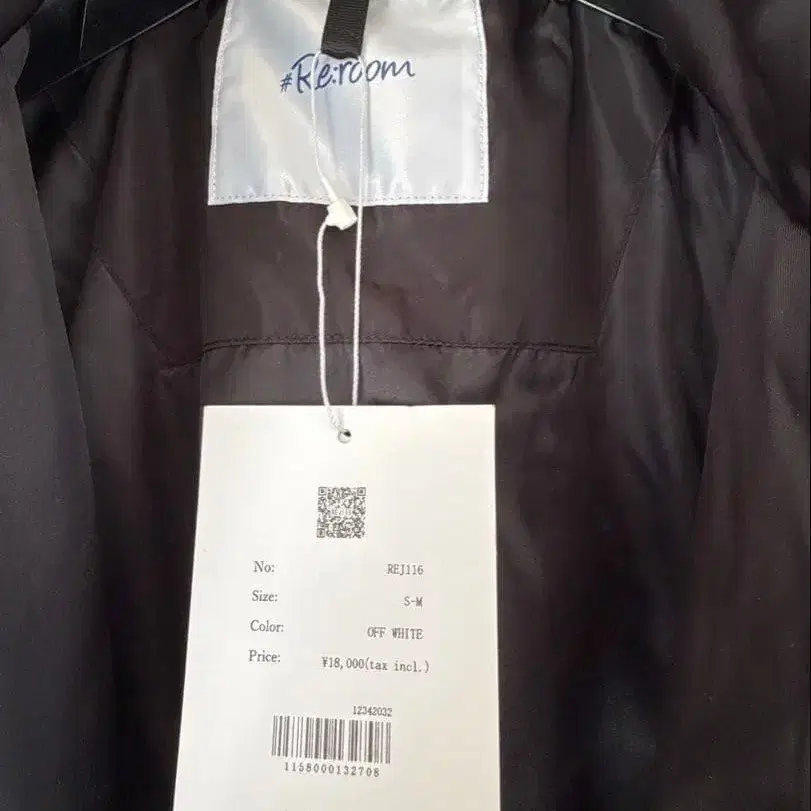 #Re:room
No: REJ116
Size: S-M
Color: OFF WHITE
Price: ¥18,000(tax incl.)
12342032
1158000132708